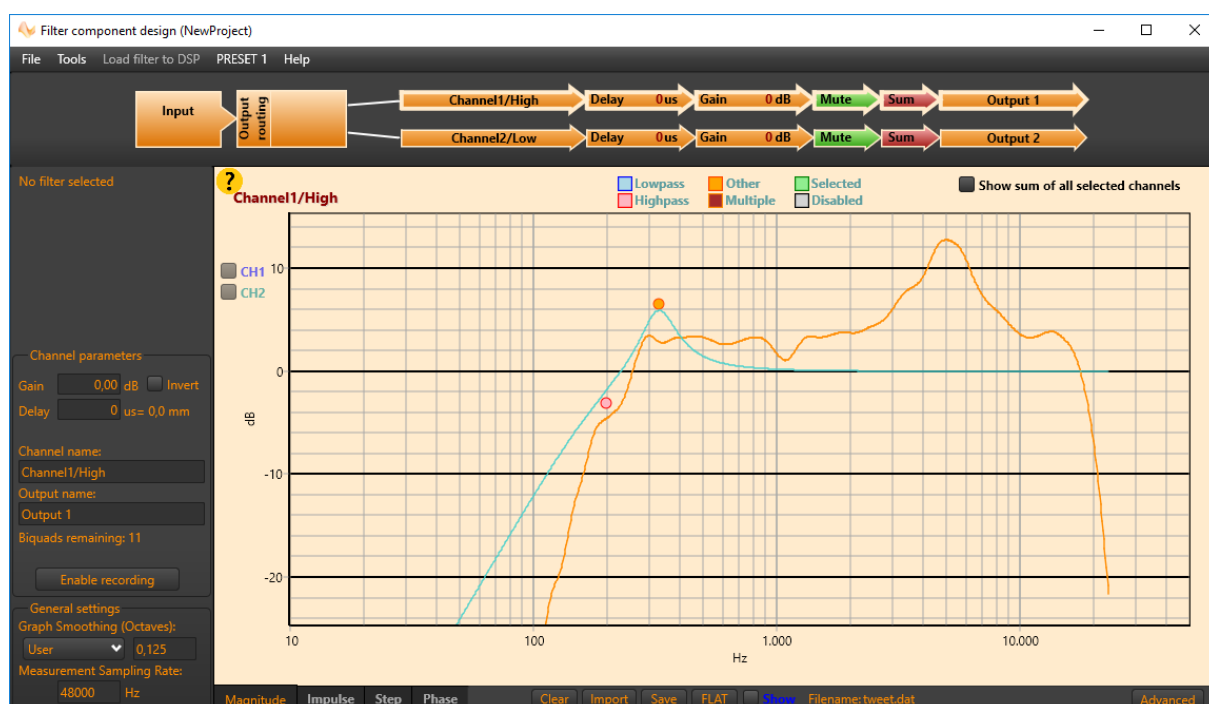 Filter component design (NewProject)
File Tools Load filter to DSP PRESET 1 Help
Input
Output routing
Channel1/High Delay 0us Gain 0 dB Mute Sum Output 1
Channel2/Low Delay 0us Gain 0 dB Mute Sum Output 2
No filter selected
?
Channel1/High
Lowpass Other Selected
Highpass Multiple Disabled
Show sum of all selected channels
CH1
CH2
10
0
-10
-20
dB
10 100 1.000 10.000
Hz
Channel parameters
Gain 0,00 dB Invert
Delay 0 us= 0,0 mm
Channel name:
Channel1/High
Output name:
Output 1
Biquads remaining: 11
Enable recording
General settings
Graph Smoothing (Octaves):
User 0,125
Measurement Sampling Rate:
48000 Hz
Magnitude Impulse Step Phase Clear Import Save FLAT Show Filename:tweet.dat Advanced